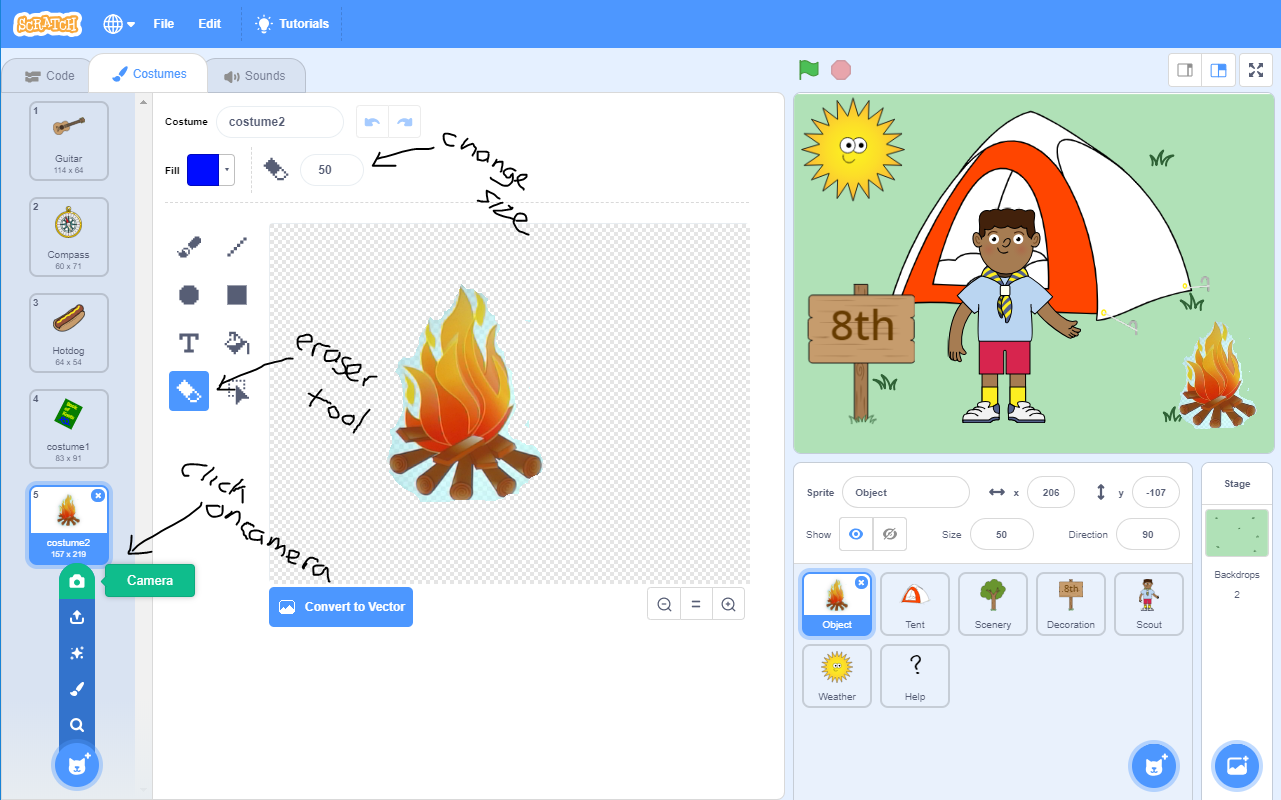 SCRATCH
File
Edit
Tutorials
Code
Costumes
Sounds
1
Guitar
114 x 64
2
Compass
60 x 71
3
Hotdog
64 x 54
4
costume1
83 x 91
5
costume2
157 x 219
Camera
Costume
costume2
Fill
50
change
size
eraser
tool
click
on camera
Convert to Vector
8th
Sprite
Object
x
206
y
-107
Show
Size
50
Direction
90
Object
Tent
Scenery
8th
Decoration
Scout
Weather
?
Help
Stage
Backdrops
2